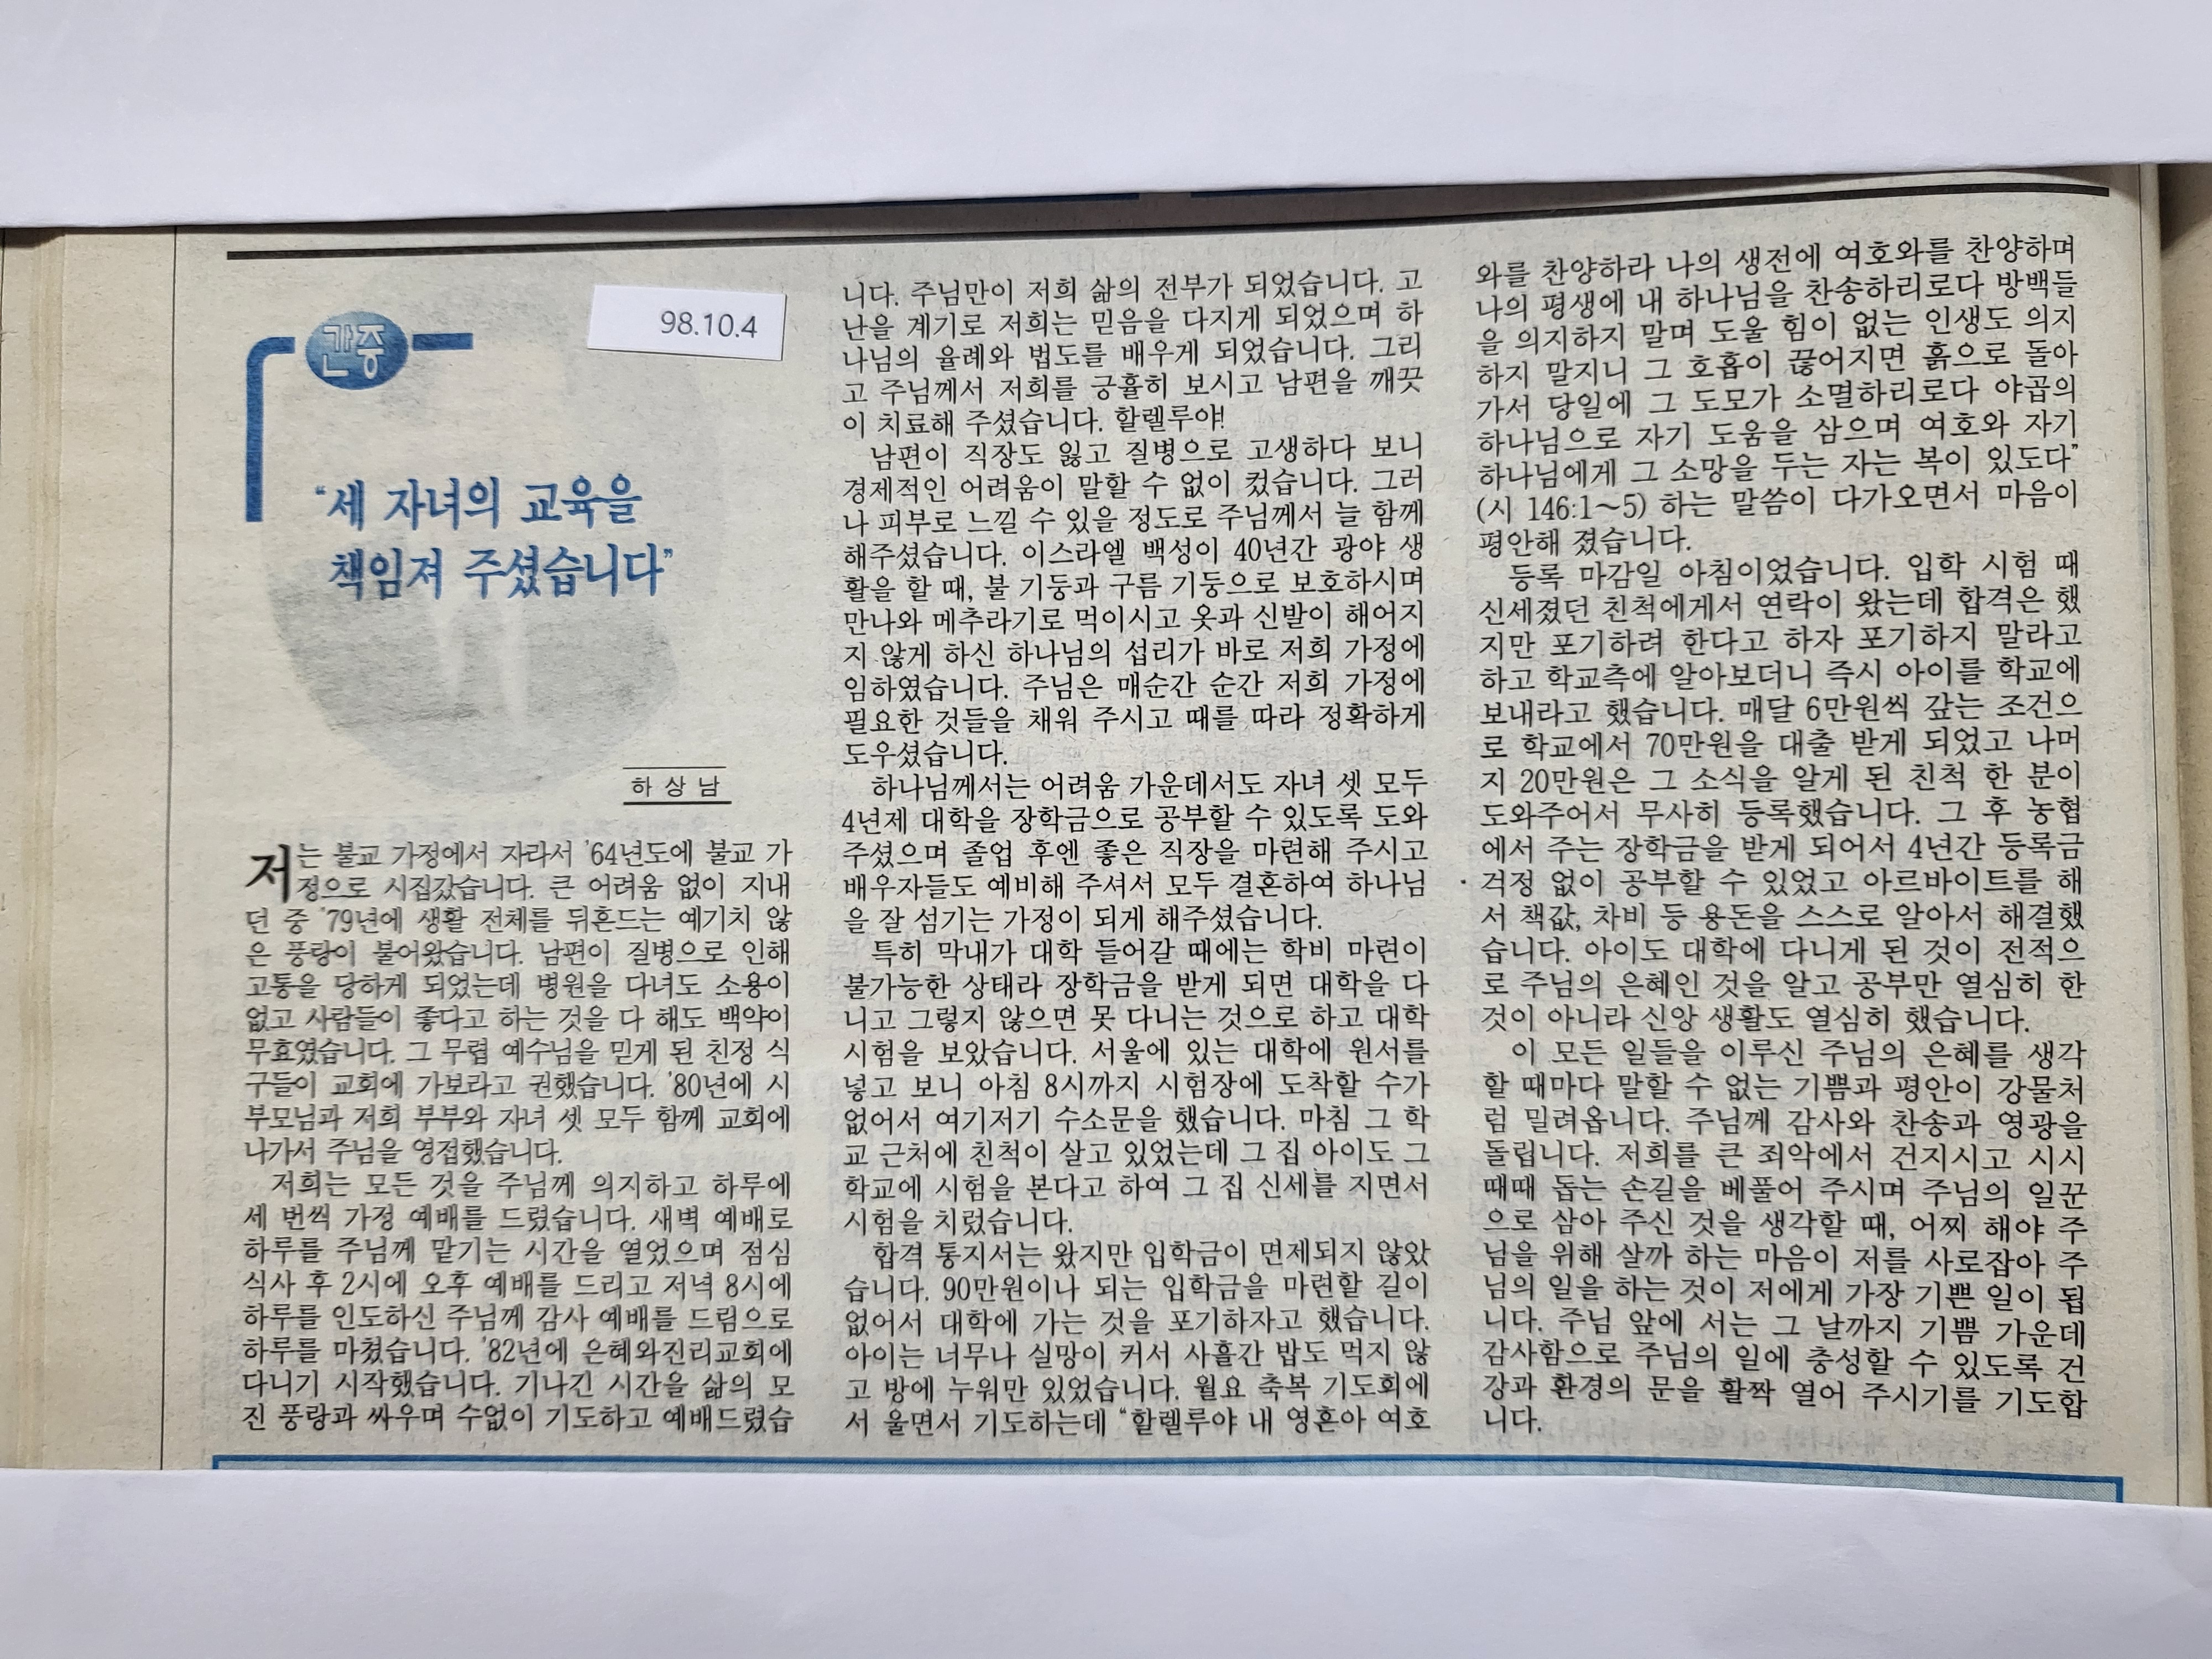 간증
98.10.4
“세 자녀의 교육을
책임져 주셨습니다”
하 상 남
저는 불교 가정에서 자라서 '64년도에 불교 가
정으로 시집갔습니다. 큰 어려움 없이 지내
던 중 '79년에 생활 전체를 뒤흔드는 예기치 않
은 풍랑이 불어왔습니다. 남편이 질병으로 인해
고통을 당하게 되었는데 병원을 다녀도 소용이
없고 사람들이 좋다고 하는 것을 다 해도 백약이
무효였습니다. 그 무렵 예수님을 믿게 된 친정 식
구들이 교회에 가보라고 권했습니다. '80년에 시
부모님과 저희 부부와 자녀 셋 모두 함께 교회에
나가서 주님을 영접했습니다.
저희는 모든 것을 주님께 의지하고 하루에
세 번씩 가정 예배를 드렸습니다. 새벽 예배로
하루를 주님께 맡기는 시간을 열었으며 점심
식사 후 2시에 오후 예배를 드리고 저녁 8시에
하루를 인도하신 주님께 감사 예배를 드림으로
하루를 마쳤습니다. '82년에 은혜와진리교회에
다니기 시작했습니다. 기나긴 시간을 삶의 모
진 풍랑과 싸우며 수없이 기도하고 예배드렸습
니다. 주님만이 저희 삶의 전부가 되었습니다. 고
난을 계기로 저희는 믿음을 다지게 되었으며 하
나님의 율례와 법도를 배우게 되었습니다. 그리
고 주님께서 저희를 긍휼히 보시고 남편을 깨끗
이 치료해 주셨습니다. 할렐루야!
남편이 직장도 잃고 질병으로 고생하다 보니
경제적인 어려움이 말할 수 없이 컸습니다. 그러
나 피부로 느낄 수 있을 정도로 주님께서 늘 함께
해주셨습니다. 이스라엘 백성이 40년간 광야 생
활을 할 때, 불 기둥과 구름 기둥으로 보호하시며
만나와 메추라기로 먹이시고 옷과 신발이 해어지
지 않게 하신 하나님의 섭리가 바로 저희 가정에
임하였습니다. 주님은 매순간 순간 저희 가정에
필요한 것들을 채워 주시고 때를 따라 정확하게
도우셨습니다.
하나님께서는 어려움 가운데서도 자녀 셋 모두
4년제 대학을 장학금으로 공부할 수 있도록 도와
주셨으며 졸업 후엔 좋은 직장을 마련해 주시고
배우자들도 예비해 주셔서 모두 결혼하여 하나님
을 잘 섬기는 가정이 되게 해주셨습니다.
특히 막내가 대학 들어갈 때에는 학비 마련이
불가능한 상태라 장학금을 받게 되면 대학을 다
니고 그렇지 않으면 못 다니는 것으로 하고 대학
시험을 보았습니다. 서울에 있는 대학에 원서를
넣고 보니 아침 8시까지 시험장에 도착할 수가
없어서 여기저기 수소문을 했습니다. 마침 그 학
교 근처에 친척이 살고 있었는데 그 집 아이도 그
학교에 시험을 본다고 하여 그 집 신세를 지면서
시험을 치렀습니다.
합격 통지서는 왔지만 입학금이 면제되지 않았
습니다. 90만원이나 되는 입학금을 마련할 길이
없어서 대학에 가는 것을 포기하자고 했습니다.
아이는 너무나 실망이 커서 사흘간 밥도 먹지 않
고 방에 누워만 있었습니다. 월요 축복 기도회에
서 울면서 기도하는데 “할렐루야 내 영혼아 여호
와를 찬양하라 나의 생전에 여호와를 찬양하며
나의 평생에 내 하나님을 찬송하리로다 방백들
을 의지하지 말며 도울 힘이 없는 인생도 의지
하지 말지니 그 호흡이 끊어지면 흙으로 돌아
가서 당일에 그 도모가 소멸하리로다 야곱의
하나님으로 자기 도움을 삼으며 여호와 자기
하나님에게 그 소망을 두는 자는 복이 있도다”
(시 146:1～5) 하는 말씀이 다가오면서 마음이
평안해 졌습니다.
등록 마감일 아침이었습니다. 입학 시험 때
신세졌던 친척에게서 연락이 왔는데 합격은 했
지만 포기하려 한다고 하자 포기하지 말라고
하고 학교측에 알아보더니 즉시 아이를 학교에
보내라고 했습니다. 매달 6만원씩 갚는 조건으
로 학교에서 70만원을 대출 받게 되었고 나머
지 20만원은 그 소식을 알게 된 친척 한 분이
도와주어서 무사히 등록했습니다. 그 후 농협
에서 주는 장학금을 받게 되어서 4년간 등록금
걱정 없이 공부할 수 있었고 아르바이트를 해
서 책값, 차비 등 용돈을 스스로 알아서 해결했
습니다. 아이도 대학에 다니게 된 것이 전적으
로 주님의 은혜인 것을 알고 공부만 열심히 한
것이 아니라 신앙 생활도 열심히 했습니다.
이 모든 일들을 이루신 주님의 은혜를 생각
할 때마다 말할 수 없는 기쁨과 평안이 강물처
럼 밀려옵니다. 주님께 감사와 찬송과 영광을
돌립니다. 저희를 큰 죄악에서 건지시고 시시
때때 돕는 손길을 베풀어 주시며 주님의 일꾼
으로 삼아 주신 것을 생각할 때, 어찌 해야 주
님을 위해 살까 하는 마음이 저를 사로잡아 주
님의 일을 하는 것이 저에게 가장 기쁜 일이 됩
니다. 주님 앞에 서는 그 날까지 기쁨 가운데
감사함으로 주님의 일에 충성할 수 있도록 건
강과 환경의 문을 활짝 열어 주시기를 기도합
니다.